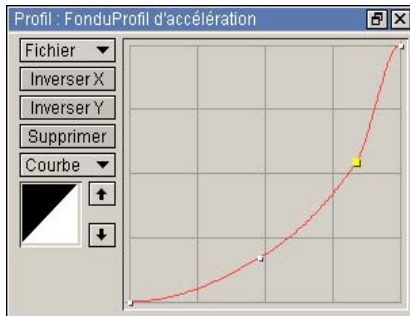 Profil : FonduProfil d'accélération
Fichier
Inverser X
Inverser Y
Supprimer
Courbe